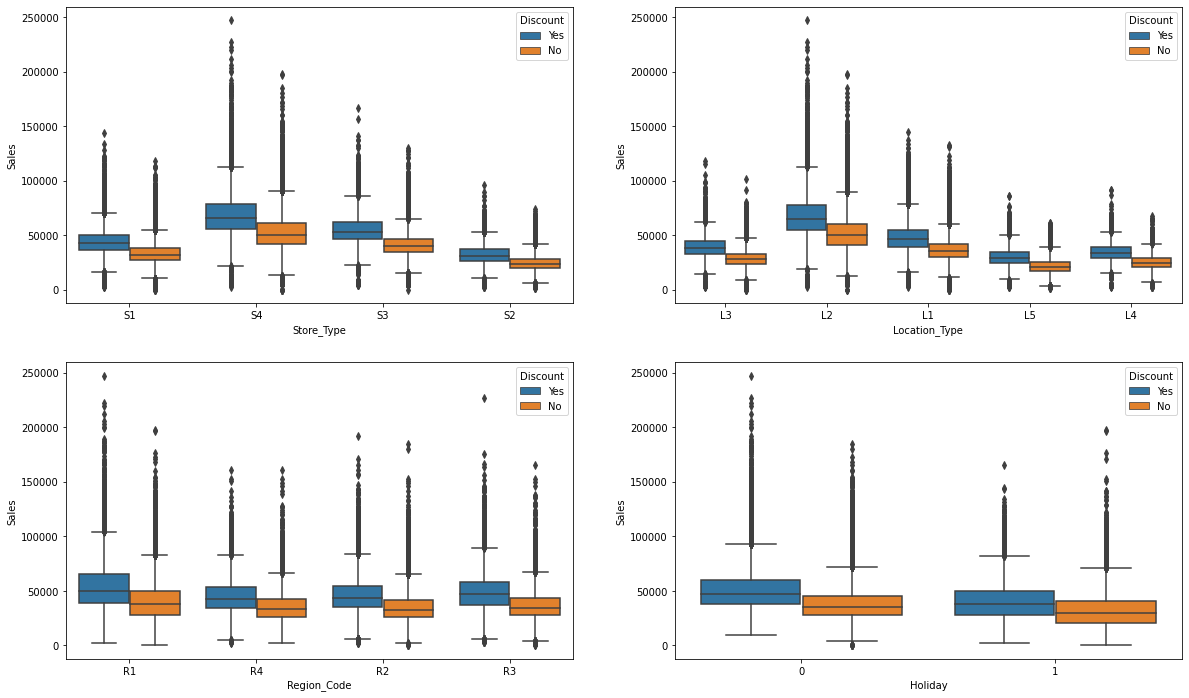 250000
200000
150000
100000
50000
0
Sales
S1 S4 S3 S2
Store_Type
Discount
Yes
No
250000
200000
150000
100000
50000
0
Sales
L3 L2 L1 L5 L4
Location_Type
Discount
Yes
No
250000
200000
150000
100000
50000
0
Sales
R1 R4 R2 R3
Region_Code
Discount
Yes
No
250000
200000
150000
100000
50000
0
Sales
0 1
Holiday
Discount
Yes
No